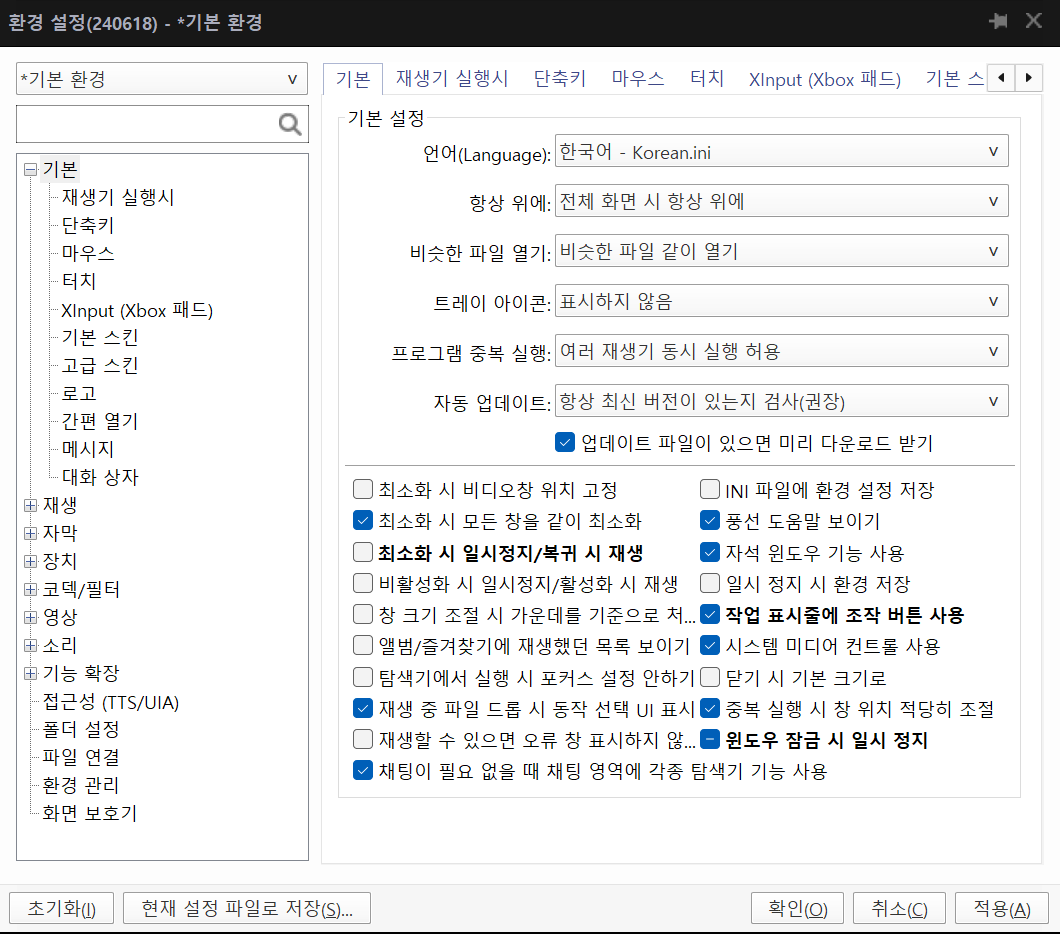 환경 설정(240618) - *기본 환경
*기본 환경
기본
재생기 실행시
단축키
마우스
터치
XInput (Xbox 패드)
기본 스킨
고급 스킨
로고
간편 열기
메시지
대화 상자
재생
자막
장치
코덱/필터
영상
소리
기능 확장
접근성 (TTS/UIA)
폴더 설정
파일 연결
환경 관리
화면 보호기
기본 재생기 실행시 단축키 마우스 터치 XInput (Xbox 패드) 기본 스
기본 설정
언어(Language): 한국어 - Korean.ini
항상 위에: 전체 화면 시 항상 위에
비슷한 파일 열기: 비슷한 파일 같이 열기
트레이 아이콘: 표시하지 않음
프로그램 중복 실행: 여러 재생기 동시 실행 허용
자동 업데이트: 항상 최신 버전이 있는지 검사(권장)
업데이트 파일이 있으면 미리 다운로드 받기
최소화 시 비디오창 위치 고정 INI 파일에 환경 설정 저장
최소화 시 모든 창을 같이 최소화 풍선 도움말 보이기
최소화 시 일시정지/복귀 시 재생 자석 윈도우 기능 사용
비활성화 시 일시정지/활성화 시 재생 일시 정지 시 환경 저장
창 크기 조절 시 가운데를 기준으로 처... 작업 표시줄에 조작 버튼 사용
앨범/즐겨찾기에 재생했던 목록 보이기 시스템 미디어 컨트롤 사용
탐색기에서 실행 시 포커스 설정 안하기 닫기 시 기본 크기로
재생 중 파일 드롭 시 동작 선택 UI 표시 중복 실행 시 창 위치 적당히 조절
재생할 수 있으면 오류 창 표시하지 않... 윈도우 잠금 시 일시 정지
채팅이 필요 없을 때 채팅 영역에 각종 탐색기 기능 사용
초기화(I) 현재 설정 파일로 저장(S)... 확인(O) 취소(C) 적용(A)